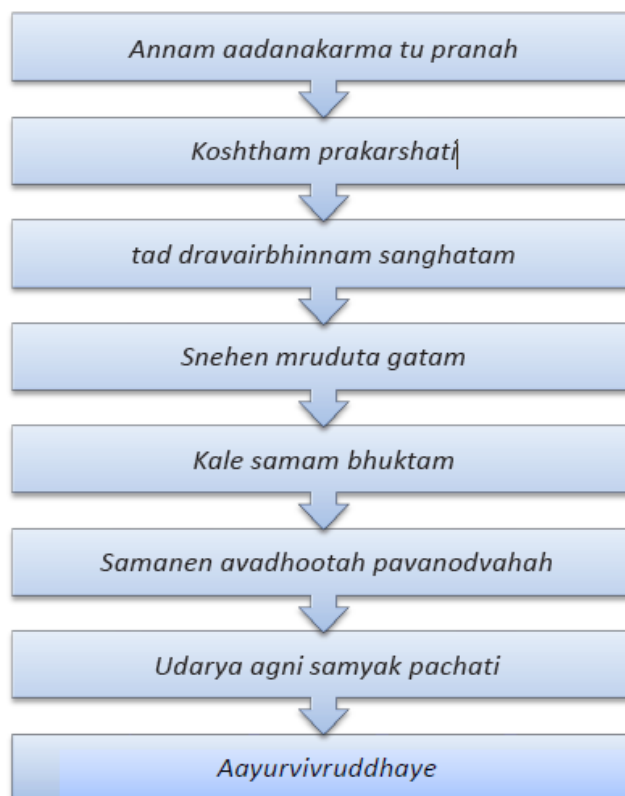 Annam aadanakarma tu pranah
Koshtham prakarshati
tad dravairbhinnam sanghatam
Snehen mruduta gatam
Kale samam bhuktam
Samanen avadhootah pavanodvahah
Udarya agni samyak pachati
Aayurvivruddhaye